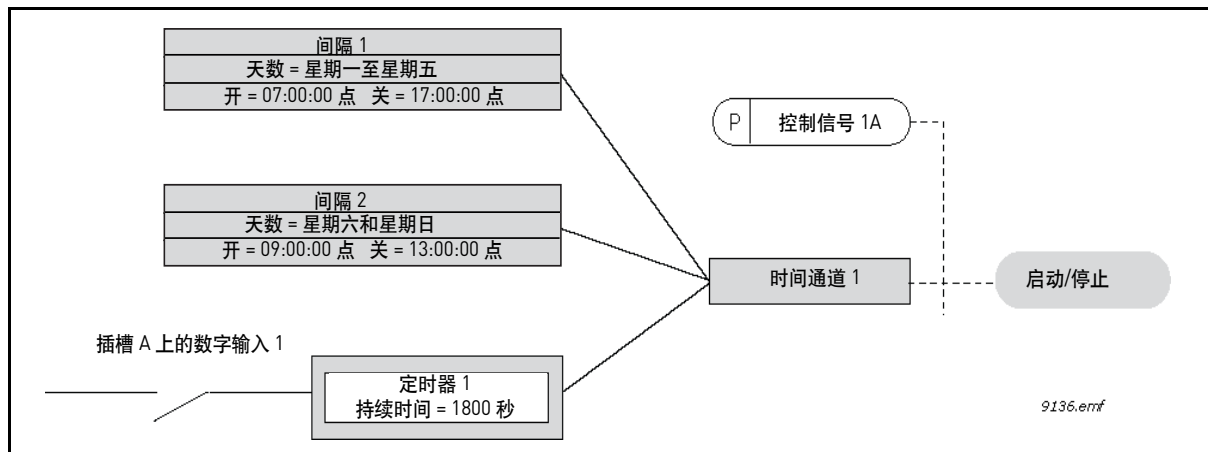 间隔 1
天数 = 星期一至星期五
开 = 07:00:00 点 关 = 17:00:00 点
P 控制信号 1A
间隔 2
天数 = 星期六和星期日
开 = 09:00:00 点 关 = 13:00:00 点
时间通道 1
启动/停止
插槽 A 上的数字输入 1
定时器 1
持续时间 = 1800 秒
9136.emf